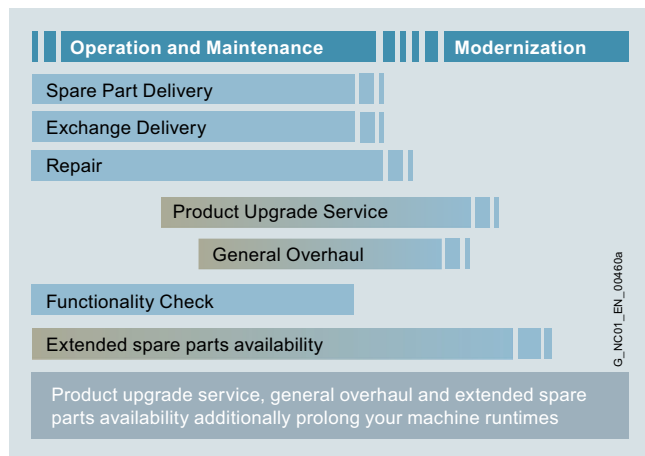 Operation and Maintenance
Modernization
Spare Part Delivery
Exchange Delivery
Repair
Product Upgrade Service
General Overhaul
Functionality Check
Extended spare parts availability
G_NC01_EN_00460a
Product upgrade service, general overhaul and extended spare
parts availability additionally prolong your machine runtimes